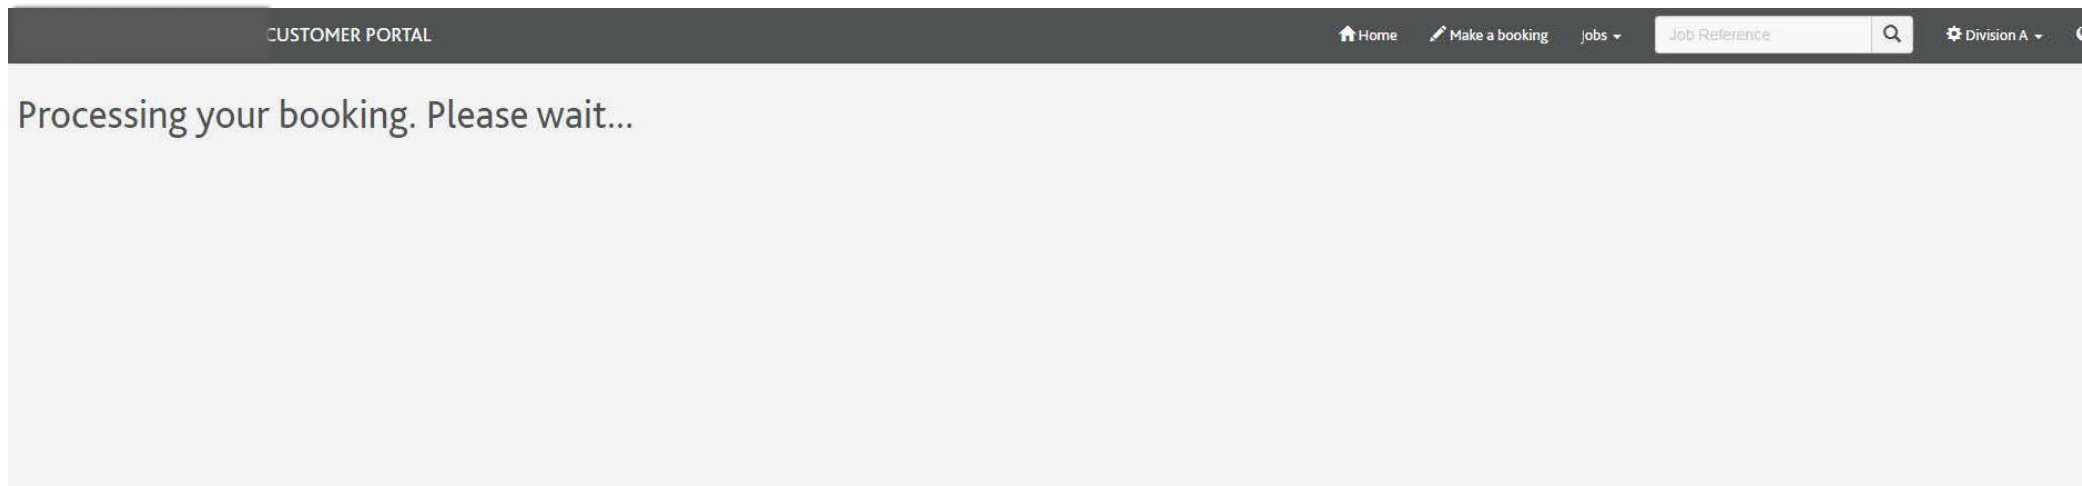 CUSTOMER PORTAL
Home Make a booking Jobs Job Reference Division A
Processing your booking. Please wait...